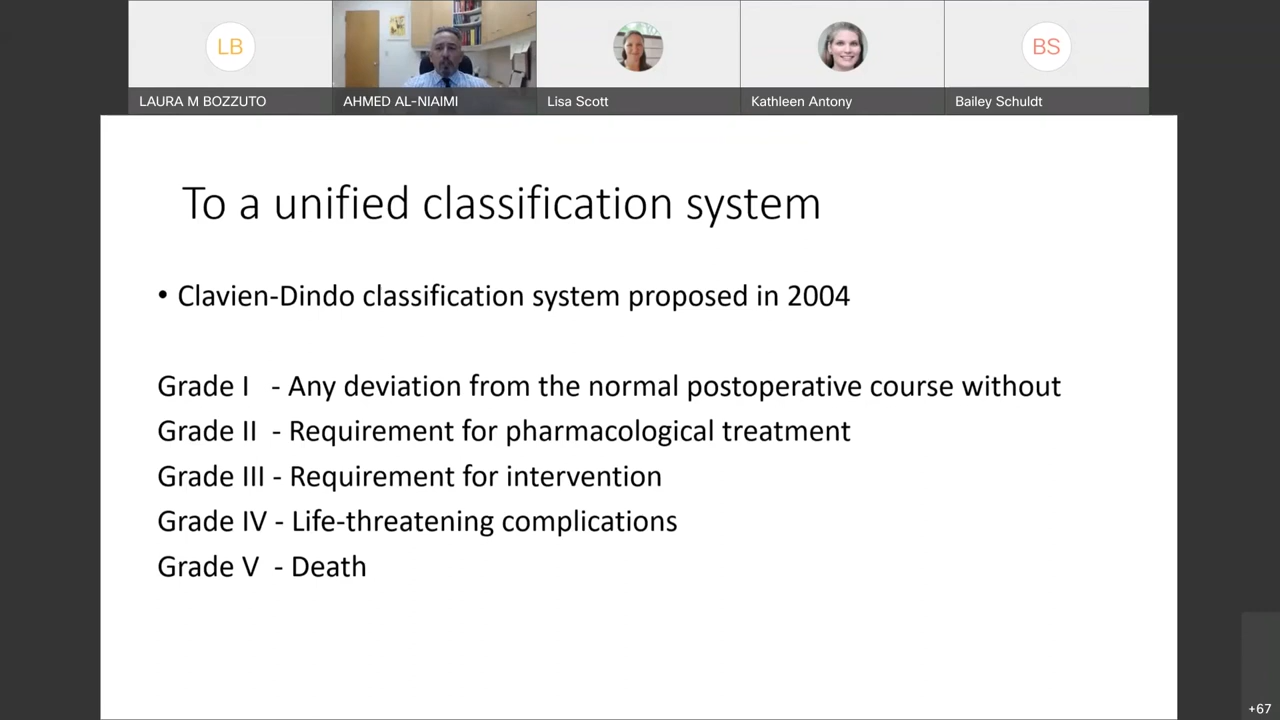 LB
BS
LAURA M BOZZUTO
AHMED AL-NIAIMI
Lisa Scott
Kathleen Antony
Bailey Schuldt
To a unified classification system
• Clavien-Dindo classification system proposed in 2004
Grade I - Any deviation from the normal postoperative course without
Grade II - Requirement for pharmacological treatment
Grade III - Requirement for intervention
Grade IV - Life-threatening complications
Grade V - Death
+67